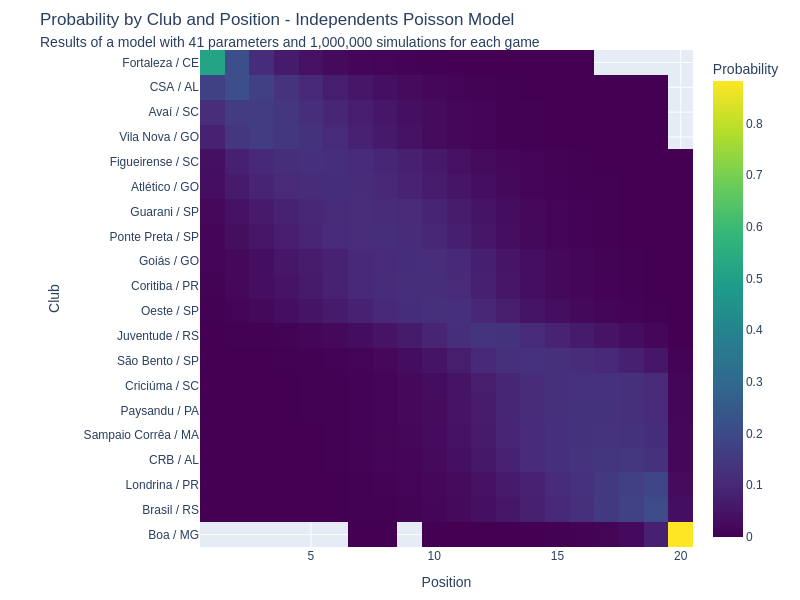 Probability by Club and Position - Independents Poisson Model
Results of a model with 41 parameters and 1,000,000 simulations for each game
Probability
Fortaleza / CE
CSA / AL
Avaí / SC
Vila Nova / GO
Figueirense / SC
Atlético / GO
Guarani / SP
Ponte Preta / SP
Goiás / GO
Coritiba / PR
Oeste / SP
Juventude / RS
São Bento / SP
Criciúma / SC
Paysandu / PA
Sampaio Corrêa / MA
CRB / AL
Londrina / PR
Brasil / RS
Boa / MG
Club
5
10
15
20
Position
0.8
0.7
0.6
0.5
0.4
0.3
0.2
0.1
0